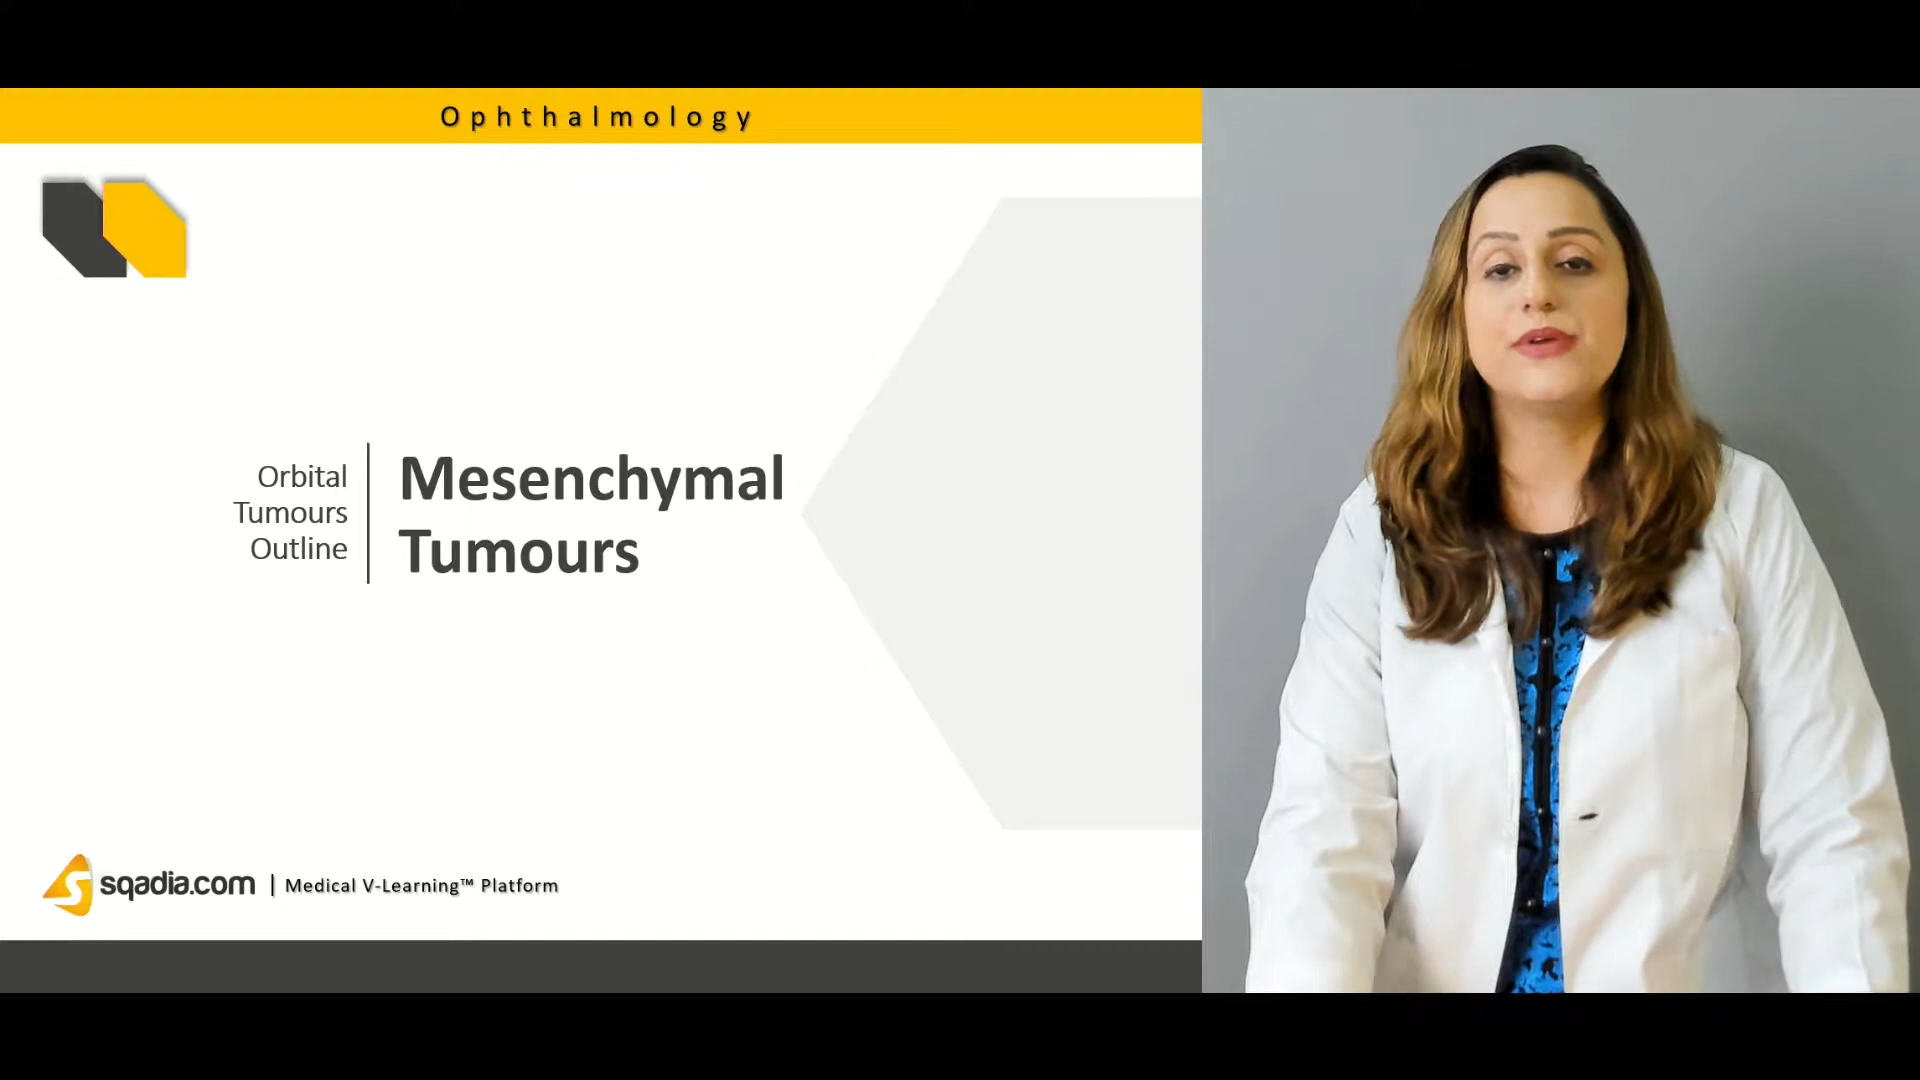 Ophthalmology
Orbital
Tumours
Outline
Mesenchymal
Tumours
sqadia.com | Medical V-Learning™ Platform